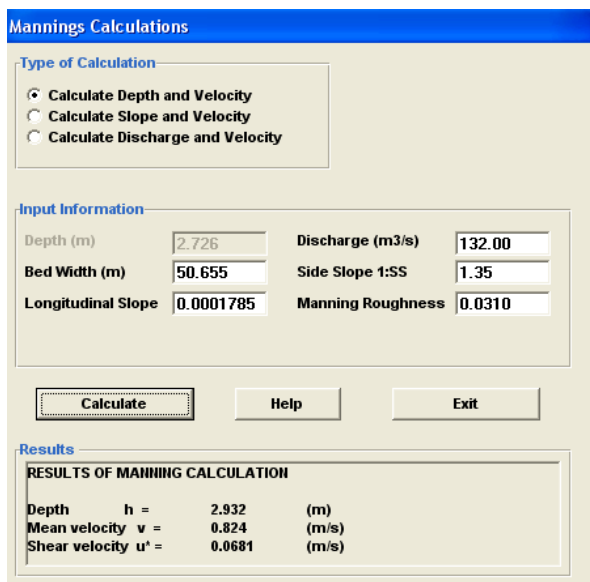 Mannings Calculations
Type of Calculation
Calculate Depth and Velocity
Calculate Slope and Velocity
Calculate Discharge and Velocity
Input Information
Depth (m) 2.726 Discharge (m3/s) 132.00
Bed Width (m) 50.655 Side Slope 1:SS 1.35
Longitudinal Slope 0.0001785 Manning Roughness 0.0310
Calculate Help Exit
Results
RESULTS OF MANNING CALCULATION
Depth h = 2.932 (m)
Mean velocity v = 0.824 (m/s)
Shear velocity u* = 0.0681 (m/s)